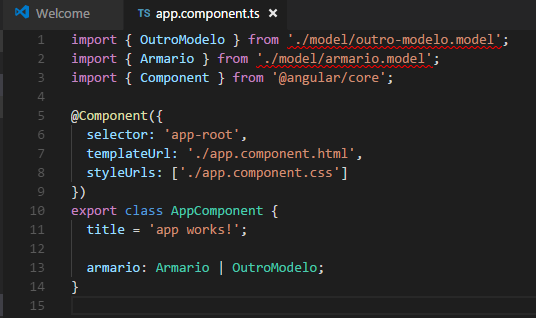 Welcome TS app.component.ts ×
1 import { OutroModelo } from './model/outro-modelo.model';
2 import { Armario } from './model/armario.model';
3 import { Component } from '@angular/core';
4
5 @Component({
6   selector: 'app-root',
7   templateUrl: './app.component.html',
8   styleUrls: ['./app.component.css']
9 })
10 export class AppComponent {
11   title = 'app works!';
12
13   armario: Armario | OutroModelo;
14 }
15